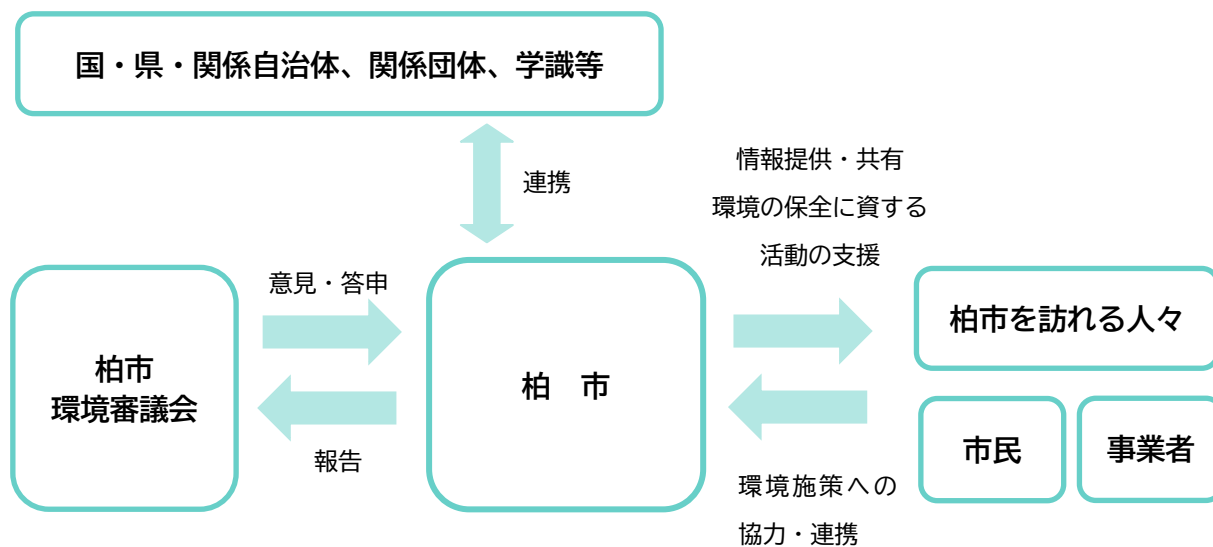 国・県・関係自治体、関係団体、学識等
連携
情報提供・共有
環境の保全に資する
活動の支援
意見・答申
柏市
環境審議会
報告
柏　市
柏市を訪れる人々
市民
事業者
環境施策への
協力・連携